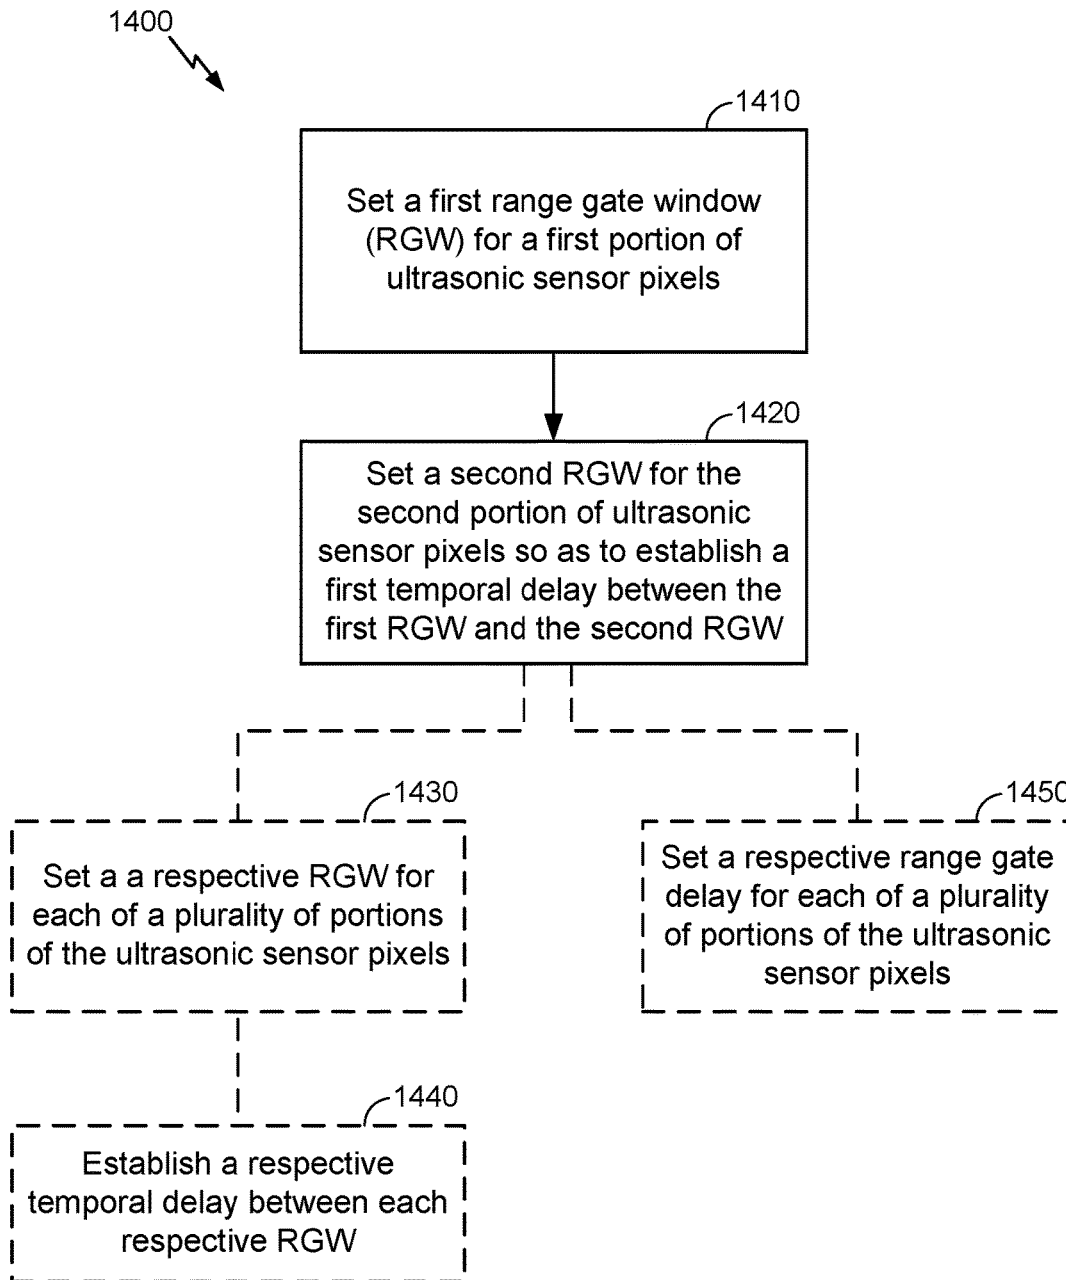 1400
1410
Set a first range gate window
(RGW) for a first portion of
ultrasonic sensor pixels
1420
Set a second RGW for the
second portion of ultrasonic
sensor pixels so as to establish a
first temporal delay between the
first RGW and the second RGW
1430
Set a a respective RGW for
each of a plurality of portions
of the ultrasonic sensor pixels
1450
Set a respective range gate
delay for each of a plurality
of portions of the ultrasonic
sensor pixels
1440
Establish a respective
temporal delay between each
respective RGW